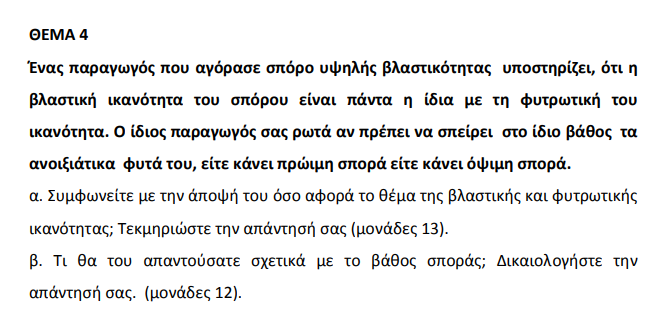 ΘΕΜΑ 4
Ένας παραγωγός που αγόρασε σπόρο υψηλής βλαστικότητας υποστηρίζει, ότι η
βλαστική ικανότητα του σπόρου είναι πάντα η ίδια με τη φυτρωτική του
ικανότητα. Ο ίδιος παραγωγός σας ρωτά αν πρέπει να σπείρει στο ίδιο βάθος τα
ανοιξιάτικα φυτά του, είτε κάνει πρώιμη σπορά είτε κάνει όψιμη σπορά.
α. Συμφωνείτε με την άποψή του όσο αφορά το θέμα της βλαστικής και φυτρωτικής
ικανότητας; Τεκμηριώστε την απάντησή σας (μονάδες 13).
β. Τι θα του απαντούσατε σχετικά με το βάθος σποράς; Δικαιολογήστε την
απάντησή σας. (μονάδες 12).